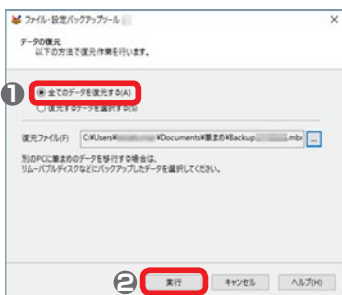 ファイル・設定バックアップツール
データの復元
以下の方法で復元作業を行います。
1
全てのデータを復元する(A)
復元するデータを選択する(S)
復元ファイル(F)
C:¥Users¥ ¥Documents¥筆まめ¥Backup .mbr
...
別のPCに筆まめのデータを移行する場合は、
リムーバブルディスクなどにバックアップしたデータを選択してください。
2
実行
キャンセル
ヘルプ(H)